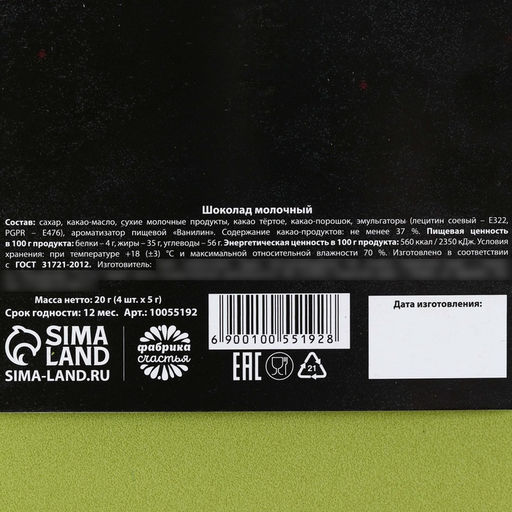 Шоколад молочный
Состав: сахар, какао-масло, сухие молочные продукты, какао тёртое, какао-порошок, эмульгаторы (лецитин соевый – Е322,
PGPR – Е476), ароматизатор пищевой «Ванилин». Содержание какао-продуктов: не менее 37 %. Пищевая ценность
в 100 г продукта: белки – 4 г, жиры – 35 г, углеводы – 56 г. Энергетическая ценность в 100 г продукта: 560 ккал / 2350 кДж. Условия
хранения: при температуре +18 (±3) °С и максимальной относительной влажности 70 %. Изготовлено в соответствии
с ГОСТ 31721-2012. Изготовитель:
Масса нетто: 20 г (4 шт. х 5 г)
Срок годности: 12 мес. Арт.: 10055192
SIMA
LAND
SIMA-LAND.RU
фабрика
счастья
6 900100 551928
EAC
21
Дата изготовления: